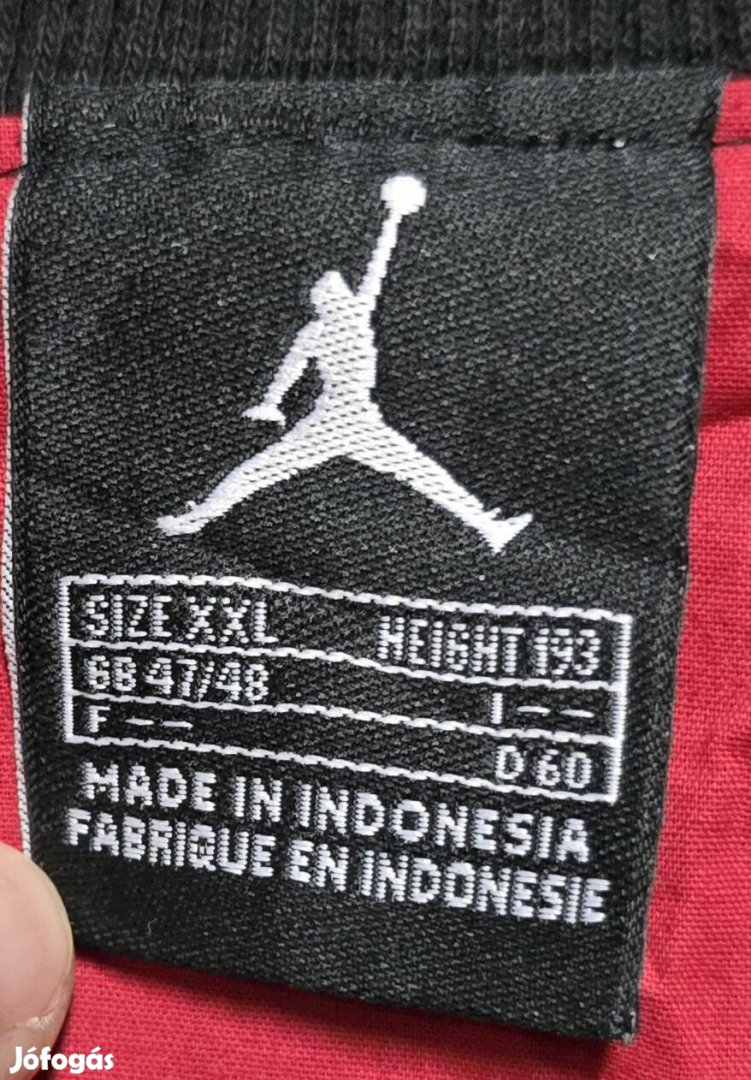 SIZE XXL HEIGHT 193
GB 47/48 I --
F -- D 60
MADE IN INDONESIA
FABRIQUE EN INDONESIE
Jófogás